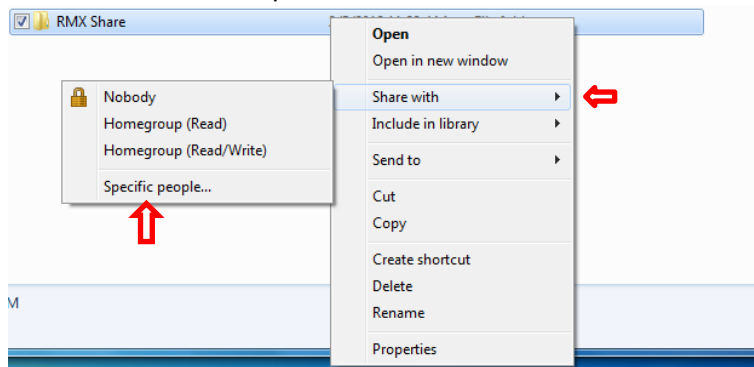 RMX Share
Open
Open in new window
Share with
Include in library
Send to
Cut
Copy
Create shortcut
Delete
Rename
Properties
Nobody
Homegroup (Read)
Homegroup (Read/Write)
Specific people...
M